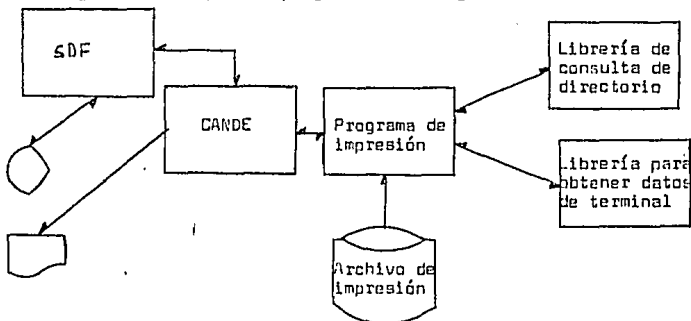 SDF
CANDE
Programa de
impresión
Librería de
consulta de
directorio
Librería para
obtener datos
de terminal
Archivo de
impresión